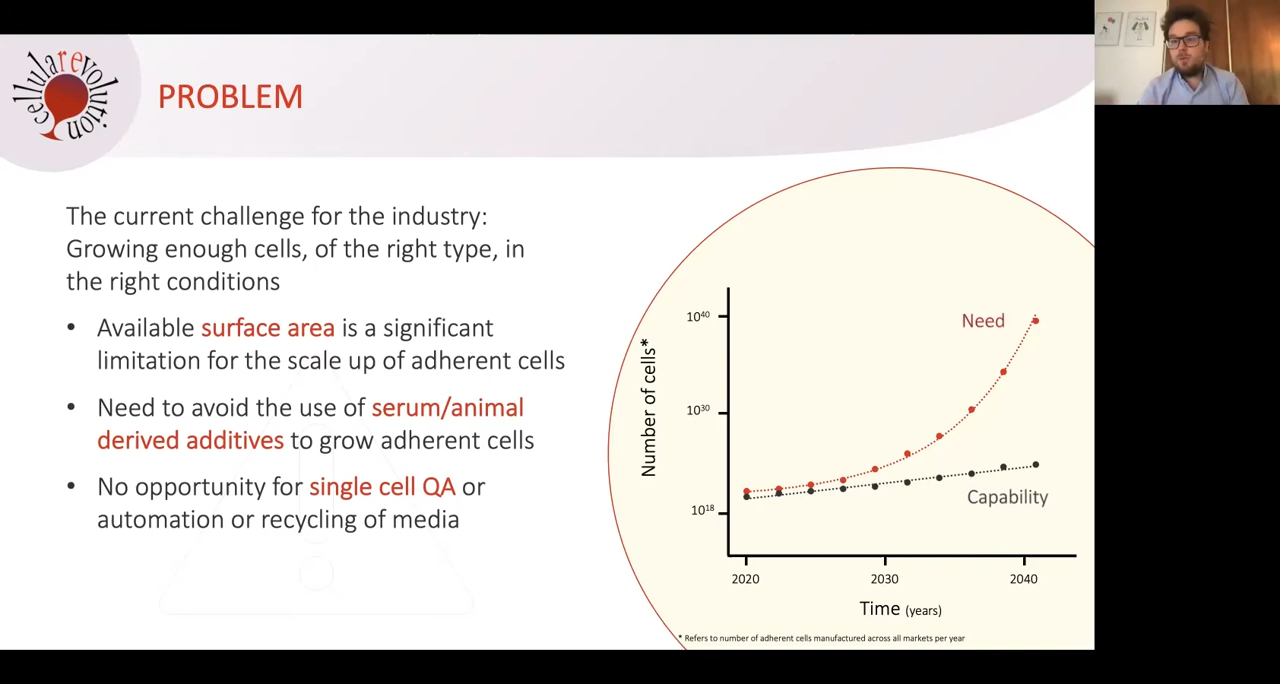 cellularevolution
PROBLEM
The current challenge for the industry:
Growing enough cells, of the right type, in
the right conditions
• Available surface area is a significant
limitation for the scale up of adherent cells
• Need to avoid the use of serum/animal
derived additives to grow adherent cells
• No opportunity for single cell QA or
automation or recycling of media
Number of cells*
10⁴⁰
10³⁰
10¹⁸
Need
Capability
2020
2030
2040
Time (years)
* Refers to number of adherent cells manufactured across all markets per year